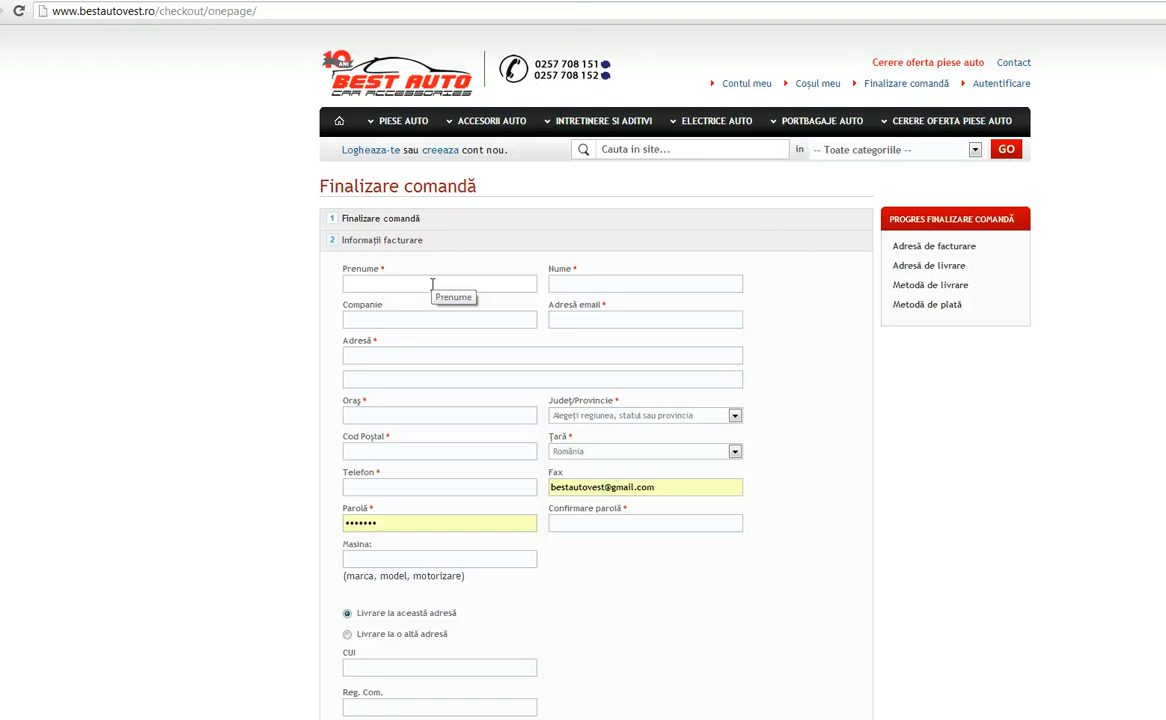 www.bestautovest.ro/checkout/onepage/
10 ANI
BEST AUTO
CAR ACCESSORIES
0257 708 151
0257 708 152
Cerere oferta piese auto Contact
Contul meu Coșul meu Finalizare comandă Autentificare
PIESE AUTO ACCESORII AUTO INTRETINERE SI ADITIVI ELECTRICE AUTO PORTBAGAJE AUTO CERERE OFERTA PIESE AUTO
Logheaza-te sau creeaza cont nou. Cauta in site... in -- Toate categoriile -- GO
Finalizare comandă
1 Finalizare comandă
2 Informații facturare
Prenume * Nume *
Prenume
Companie Adresă email *
Adresă *
Oraș * Județ/Provincie *
Alegeți regiunea, statul sau provincia
Cod Poștal * Țară *
România
Telefon * Fax
bestautovest@gmail.com
Parolă * Confirmare parolă *
•••••••
Masina:
(marca, model, motorizare)
Livrare la această adresă
Livrare la o altă adresă
CUI
Reg. Com.
PROGRES FINALIZARE COMANDĂ
Adresă de facturare
Adresă de livrare
Metodă de livrare
Metodă de plată